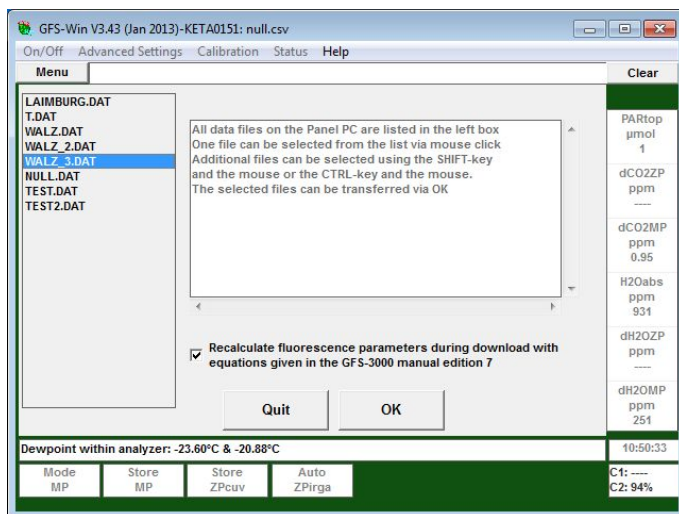 GFS-Win V3.43 (Jan 2013)-KETA0151: null.csv
On/Off Advanced Settings Calibration Status Help
Menu
Clear
LAIMBURG.DAT
T.DAT
WALZ.DAT
WALZ_2.DAT
WALZ_3.DAT
NULL.DAT
TEST.DAT
TEST2.DAT
All data files on the Panel PC are listed in the left box
One file can be selected from the list via mouse click
Additional files can be selected using the SHIFT-key
and the mouse or the CTRL-key and the mouse.
The selected files can be transferred via OK
Recalculate fluorescence parameters during download with
equations given in the GFS-3000 manual edition 7
Quit
OK
PARtop
µmol
1
dCO2ZP
ppm
----
dCO2MP
ppm
0.95
H2Oabs
ppm
931
dH2OZP
ppm
----
dH2OMP
ppm
251
Dewpoint within analyzer: -23.60°C & -20.88°C
10:50:33
Mode
MP
Store
MP
Store
ZPcuv
Auto
ZPirga
C1: ----
C2: 94%